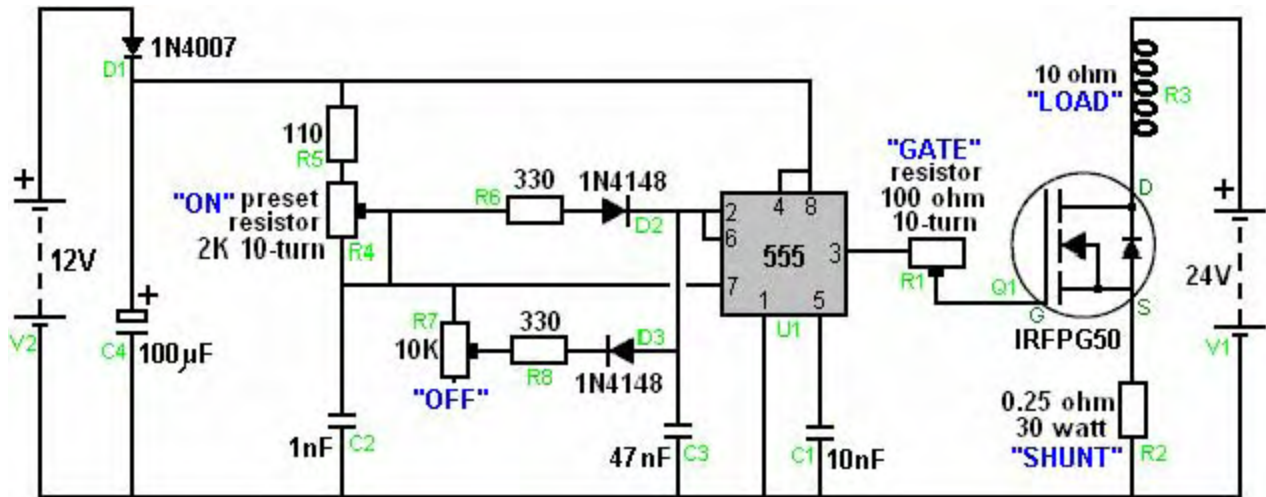 1N4007
D1
110
R5
"ON" preset
resistor
2K 10-turn
R4
330
R6
1N4148
D2
+
12V
V2
+
C4
100µF
R7
10K
"OFF"
330
R8
D3
1N4148
1nF
C2
47nF
C3
C1
10nF
2
6
7
4
8
555
3
1
5
U1
"GATE"
resistor
100 ohm
10-turn
R1
10 ohm
"LOAD"
R3
D
Q1
G
S
IRFPG50
+
24V
V1
0.25 ohm
30 watt
"SHUNT"
R2